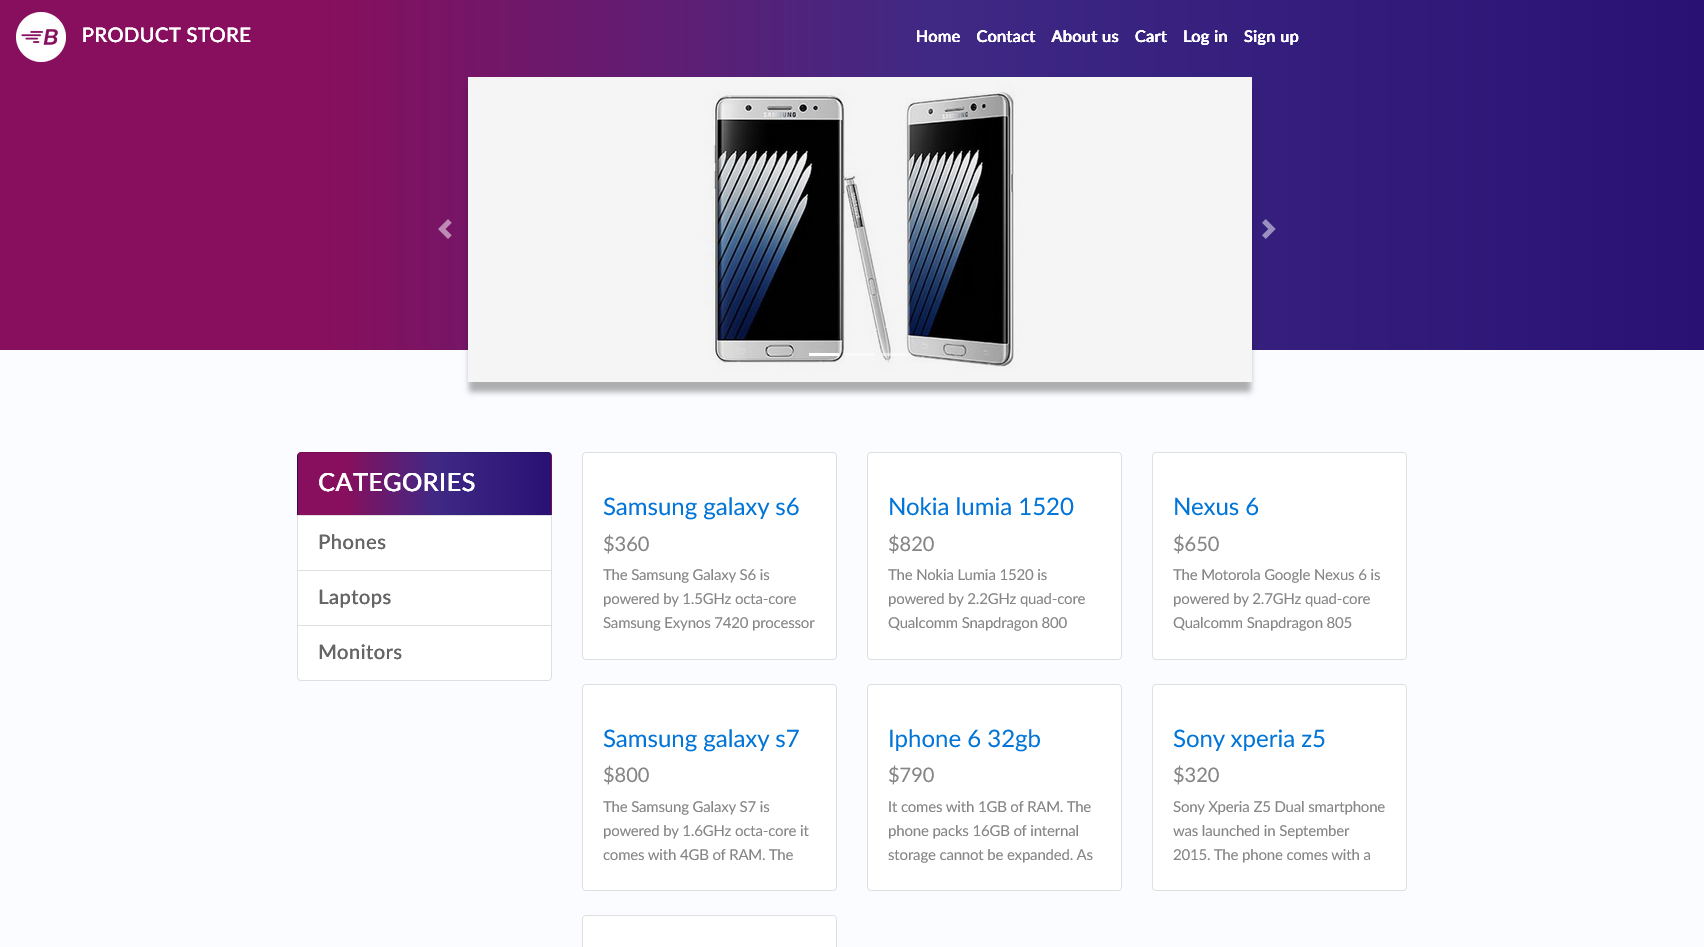 B PRODUCT STORE
Home Contact About us Cart Log in Sign up
SAMSUNG SAMSUNG
CATEGORIES
Phones
Laptops
Monitors
Samsung galaxy s6
$360
The Samsung Galaxy S6 is
powered by 1.5GHz octa-core
Samsung Exynos 7420 processor
Nokia lumia 1520
$820
The Nokia Lumia 1520 is
powered by 2.2GHz quad-core
Qualcomm Snapdragon 800
Nexus 6
$650
The Motorola Google Nexus 6 is
powered by 2.7GHz quad-core
Qualcomm Snapdragon 805
Samsung galaxy s7
$800
The Samsung Galaxy S7 is
powered by 1.6GHz octa-core it
comes with 4GB of RAM. The
Iphone 6 32gb
$790
It comes with 1GB of RAM. The
phone packs 16GB of internal
storage cannot be expanded. As
Sony xperia z5
$320
Sony Xperia Z5 Dual smartphone
was launched in September
2015. The phone comes with a